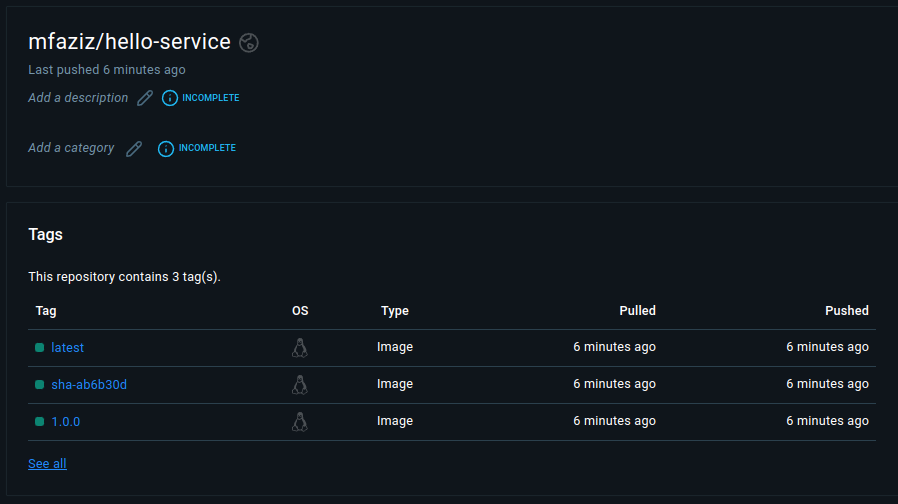 mfaziz/hello-service
Last pushed 6 minutes ago
Add a description INCOMPLETE
Add a category INCOMPLETE
Tags
This repository contains 3 tag(s).
Tag OS Type Pulled Pushed
latest Image 6 minutes ago 6 minutes ago
sha-ab6b30d Image 6 minutes ago 6 minutes ago
1.0.0 Image 6 minutes ago 6 minutes ago
See all